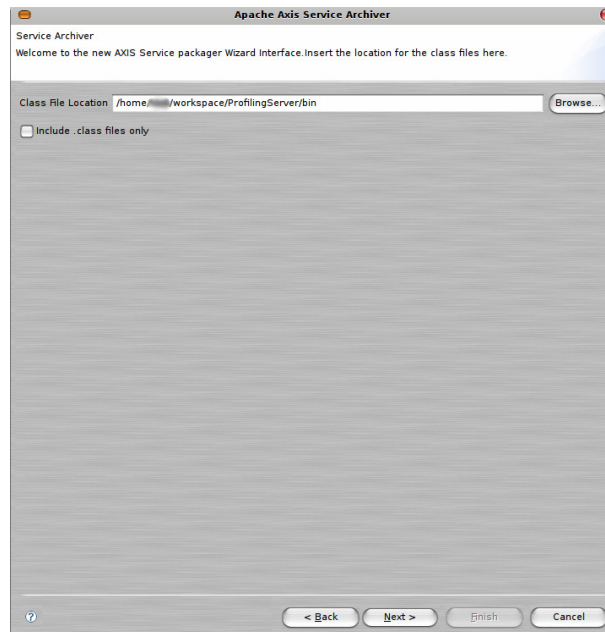 Apache Axis Service Archiver
Service Archiver
Welcome to the new AXIS Service packager Wizard Interface.Insert the location for the class files here.
Class File Location /home/ /workspace/ProfilingServer/bin Browse...
Include .class files only
? < Back Next > Finish Cancel